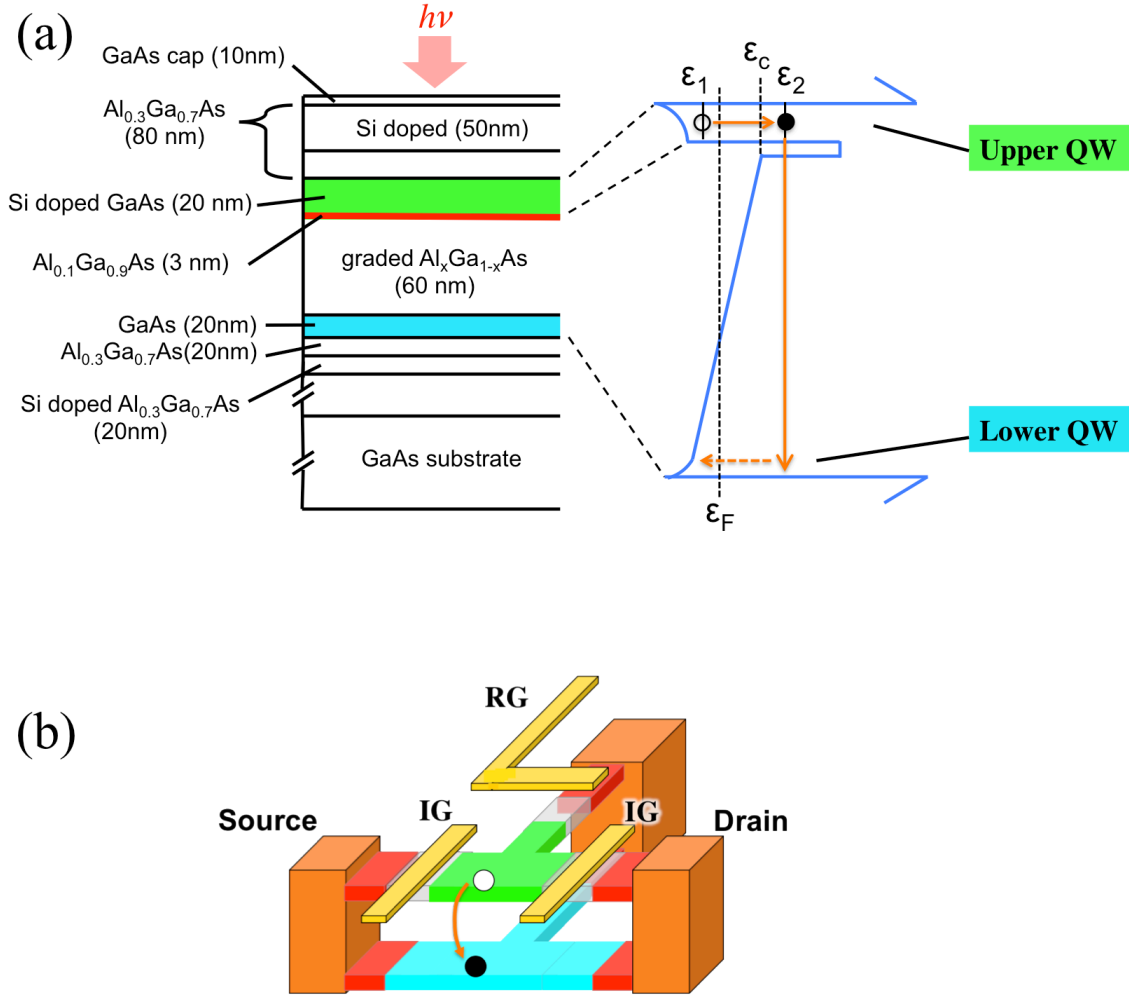 (a)
hν
GaAs cap (10nm)
Al0.3Ga0.7As
(80 nm)
Si doped (50nm)
Si doped GaAs (20 nm)
Al0.1Ga0.9As (3 nm)
graded AlxGa1-xAs
(60 nm)
GaAs (20nm)
Al0.3Ga0.7As(20nm)
Si doped Al0.3Ga0.7As
(20nm)
GaAs substrate
ε1
εc
ε2
Upper QW
Lower QW
εF
(b)
RG
Source
IG
IG
Drain